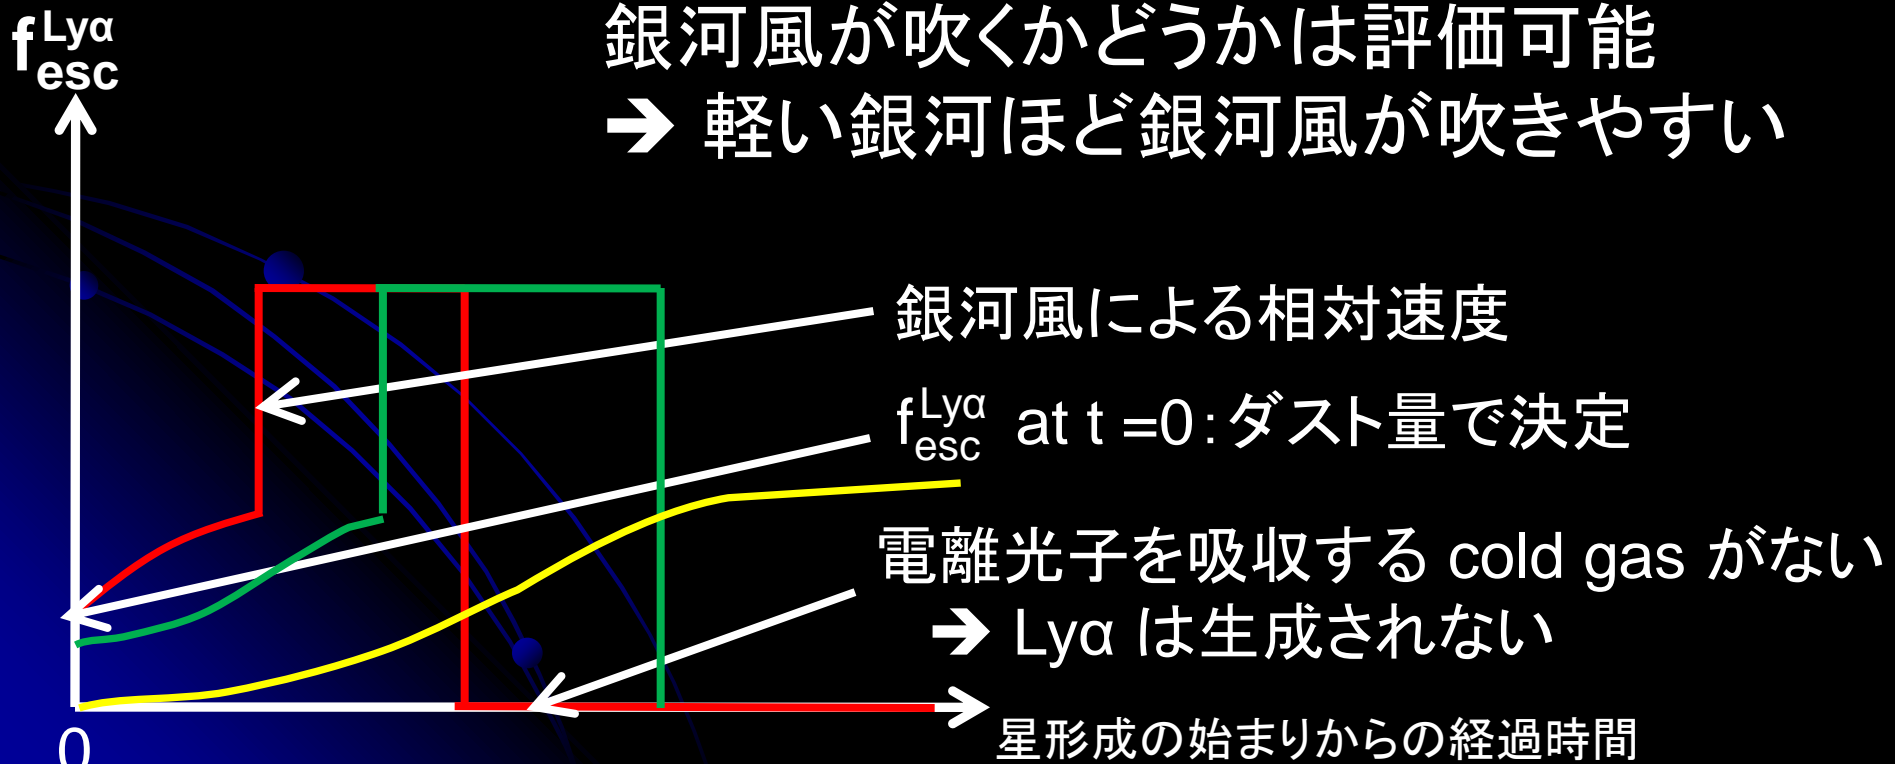 f Lyα esc
銀河風が吹くかどうかは評価可能
➔ 軽い銀河ほど銀河風が吹きやすい
銀河風による相対速度
f Lyα esc at t =0:ダスト量で決定
電離光子を吸収する cold gas がない
➔ Lyα は生成されない
星形成の始まりからの経過時間
0